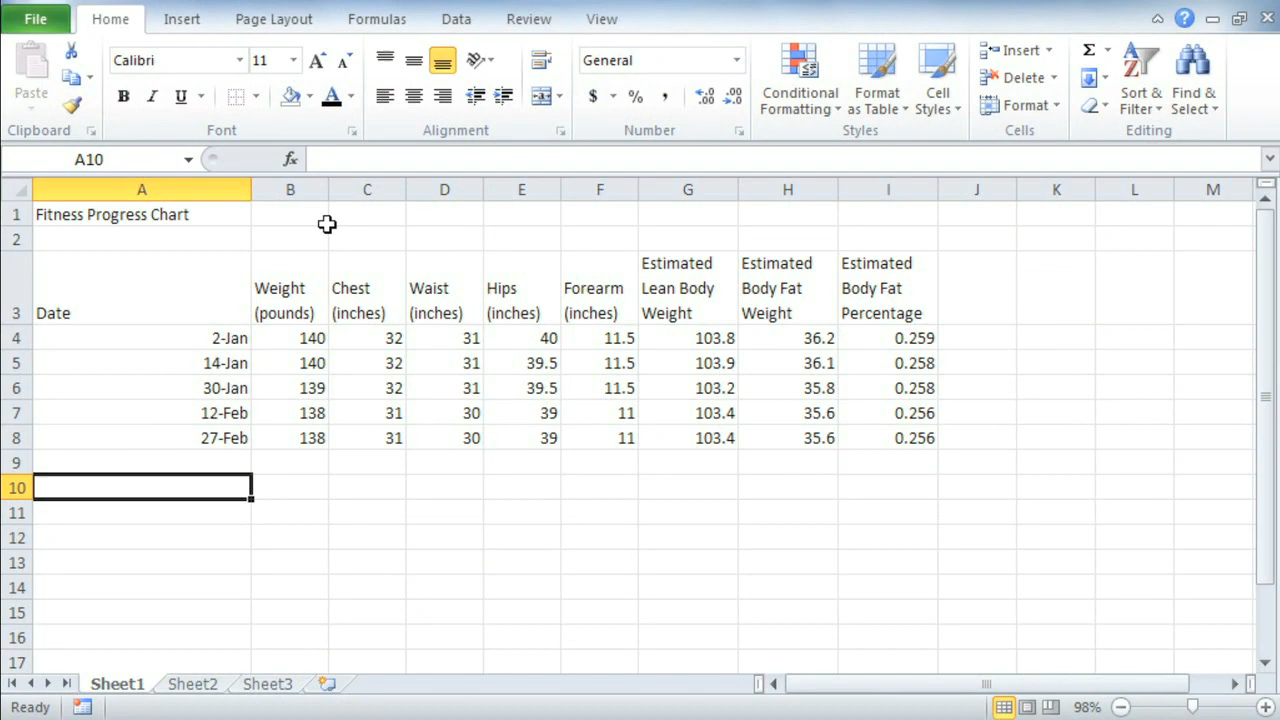 File Home Insert Page Layout Formulas Data Review View
Calibri 11 General Insert Σ
Paste Delete
B I U $ % , .00 .0 Conditional Formatting Format as Table Cell Styles Format Sort & Filter Find & Select
Clipboard Font Alignment Number Styles Cells Editing
A10 fx
A B C D E F G H I J K L M
1 Fitness Progress Chart
2
Estimated Estimated Estimated
Weight Chest Waist Hips Forearm Lean Body Body Fat Body Fat
3 Date (pounds) (inches) (inches) (inches) (inches) Weight Weight Percentage
4 2-Jan 140 32 31 40 11.5 103.8 36.2 0.259
5 14-Jan 140 32 31 39.5 11.5 103.9 36.1 0.258
6 30-Jan 139 32 31 39.5 11.5 103.2 35.8 0.258
7 12-Feb 138 31 30 39 11 103.4 35.6 0.256
8 27-Feb 138 31 30 39 11 103.4 35.6 0.256
9
10
11
12
13
14
15
16
17
Sheet1 Sheet2 Sheet3
Ready 98%